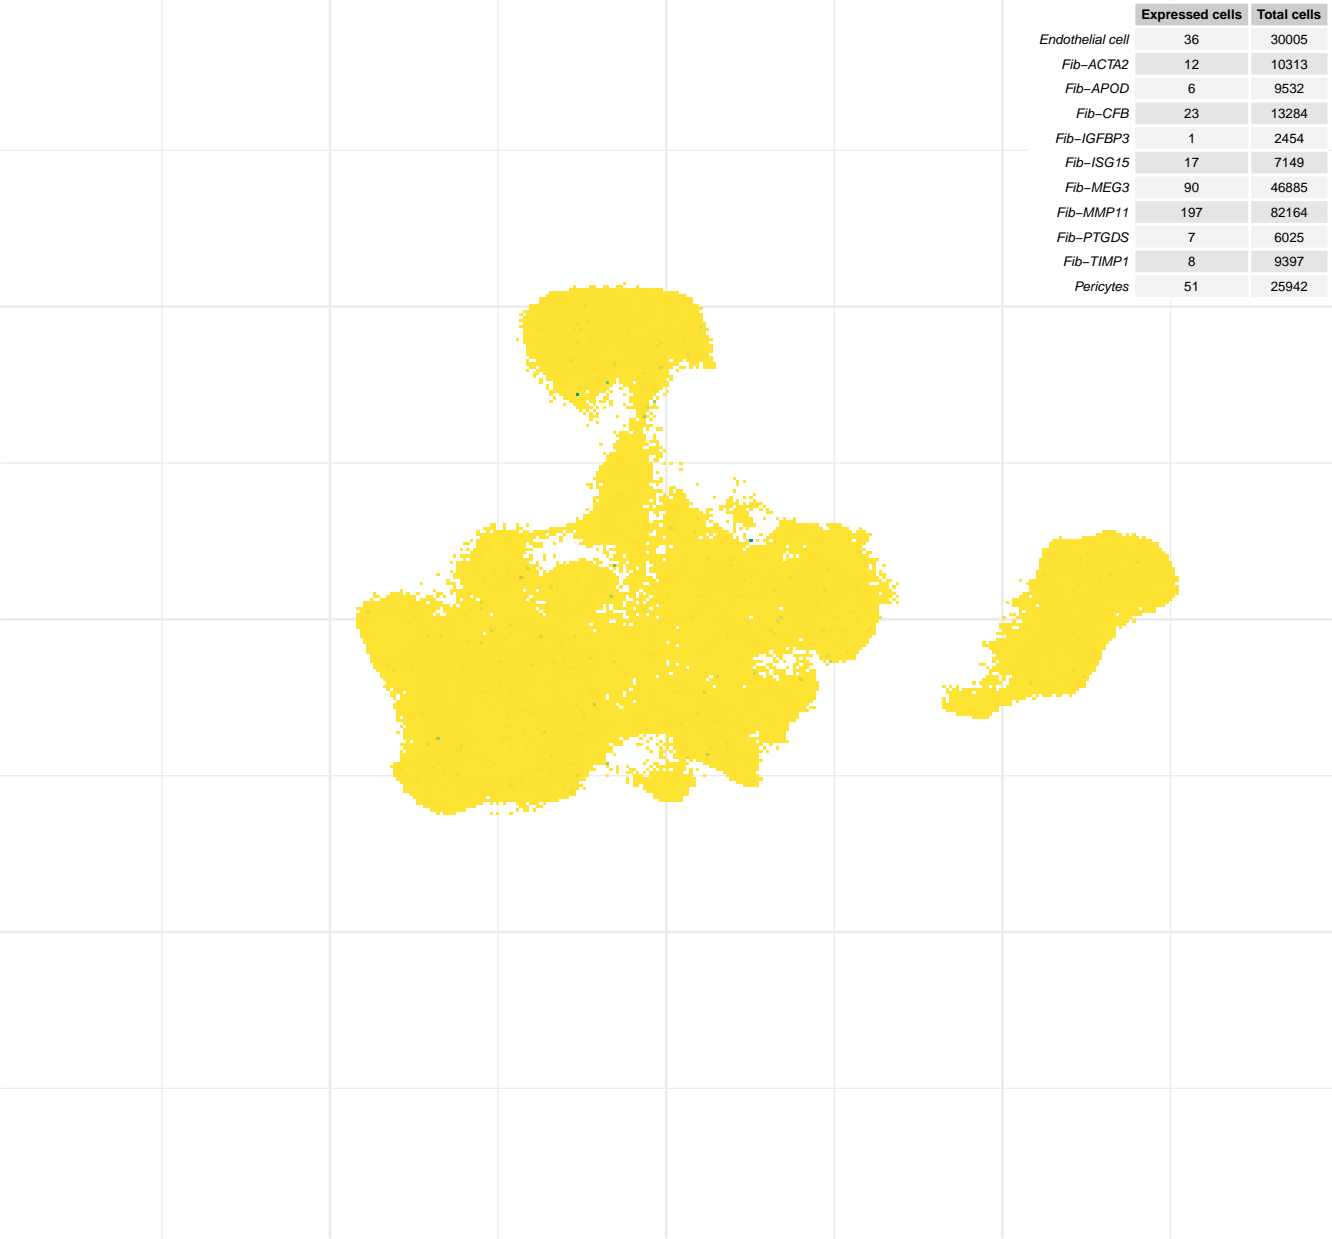 Expressed cells Total cells
Endothelial cell 36 30005
Fib−ACTA2 12 10313
Fib−APOD 6 9532
Fib−CFB 23 13284
Fib−IGFBP3 1 2454
Fib−ISG15 17 7149
Fib−MEG3 90 46885
Fib−MMP11 197 82164
Fib−PTGDS 7 6025
Fib−TIMP1 8 9397
Pericytes 51 25942